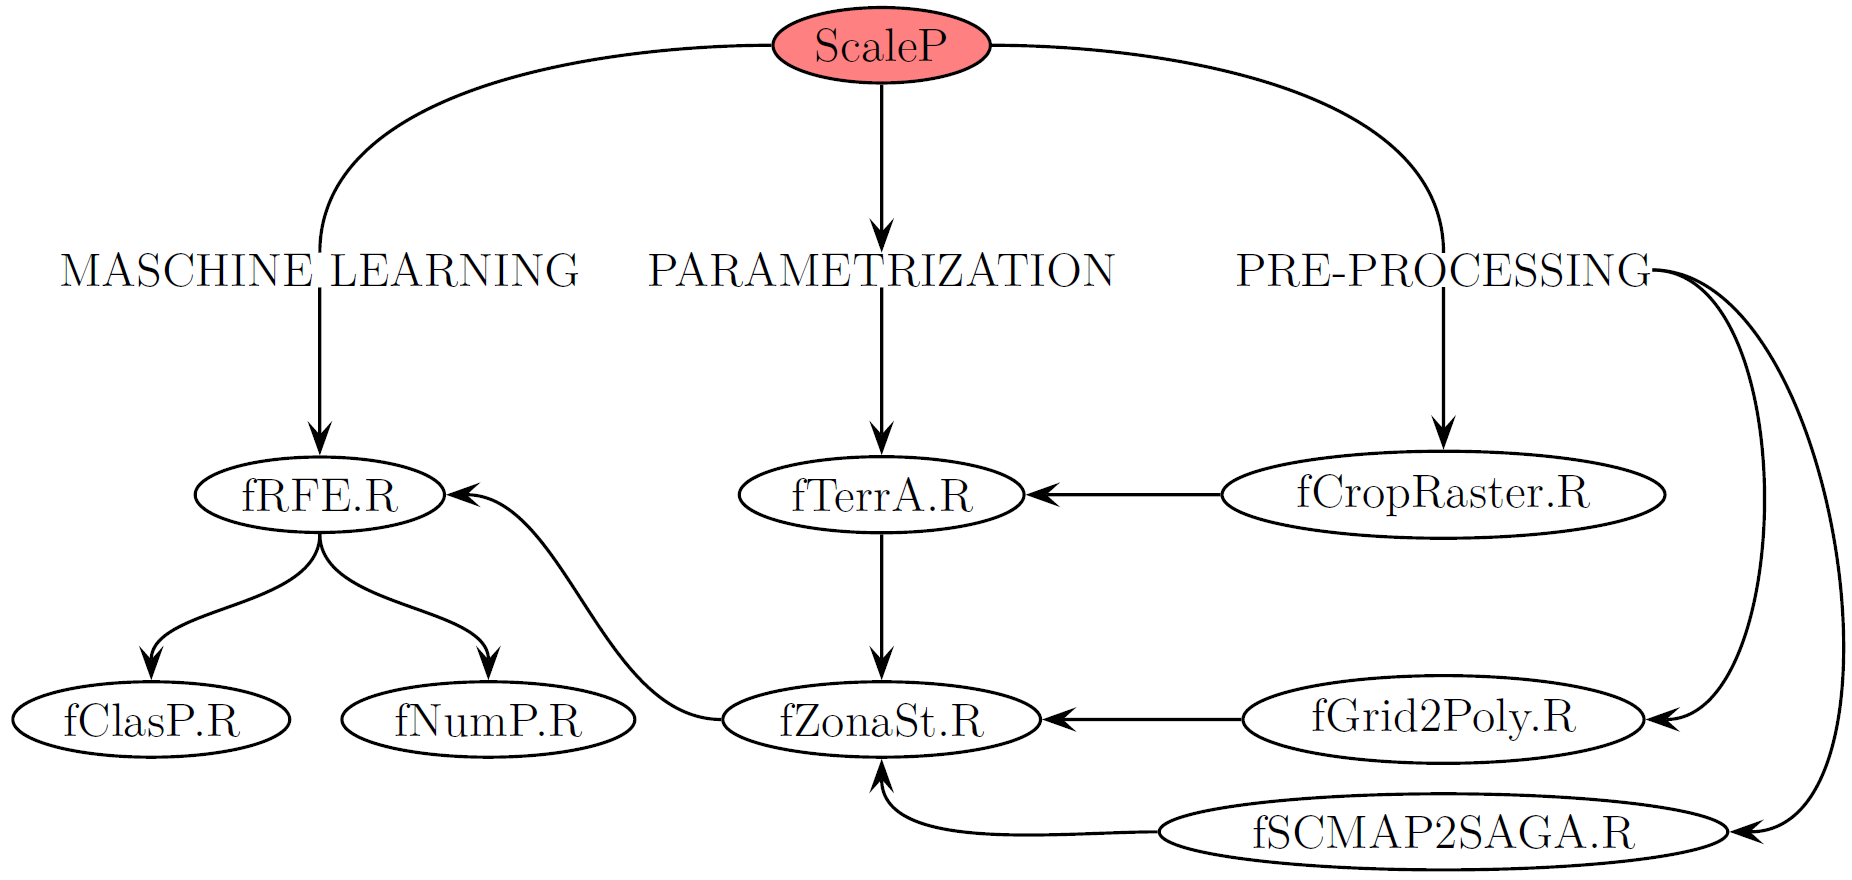 ScaleP
MASCHINE LEARNING
PARAMETRIZATION
PRE-PROCESSING
fRFE.R
fTerrA.R
fCropRaster.R
fClasP.R
fNumP.R
fZonaSt.R
fGrid2Poly.R
fSCMAP2SAGA.R